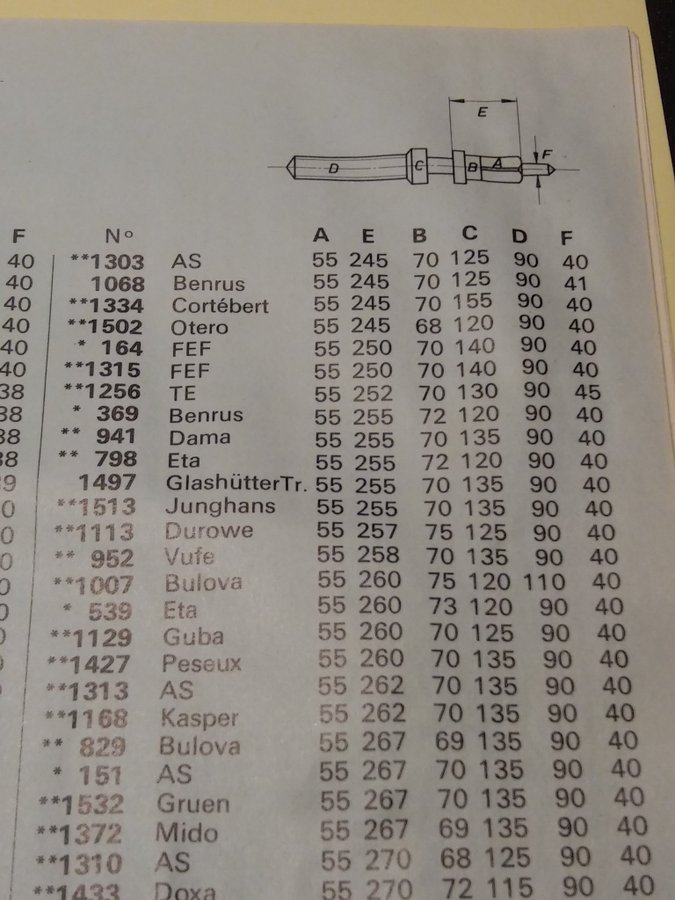 E
D C B A F
F Nº A E B C D F
40 **1303 AS 55 245 70 125 90 40
40 1068 Benrus 55 245 70 125 90 41
40 **1334 Cortébert 55 245 70 155 90 40
40 **1502 Otero 55 245 68 120 90 40
40 * 164 FEF 55 250 70 140 90 40
40 **1315 FEF 55 250 70 140 90 40
38 **1256 TE 55 252 70 130 90 45
38 * 369 Benrus 55 255 72 120 90 40
38 ** 941 Dama 55 255 70 135 90 40
38 ** 798 Eta 55 255 72 120 90 40
39 1497 GlashütterTr. 55 255 70 135 90 40
0 **1513 Junghans 55 255 70 135 90 40
0 **1113 Durowe 55 257 75 125 90 40
0 ** 952 Vufe 55 258 70 135 90 40
0 **1007 Bulova 55 260 75 120 110 40
0 * 539 Eta 55 260 73 120 90 40
0 **1129 Guba 55 260 70 125 90 40
**1427 Peseux 55 260 70 135 90 40
**1313 AS 55 262 70 135 90 40
**1168 Kasper 55 262 70 135 90 40
** 829 Bulova 55 267 69 135 90 40
* 151 AS 55 267 70 135 90 40
**1532 Gruen 55 267 70 135 90 40
**1372 Mido 55 267 69 135 90 40
**1310 AS 55 270 68 125 90 40
**1433 Doxa 55 270 72 115 90 40